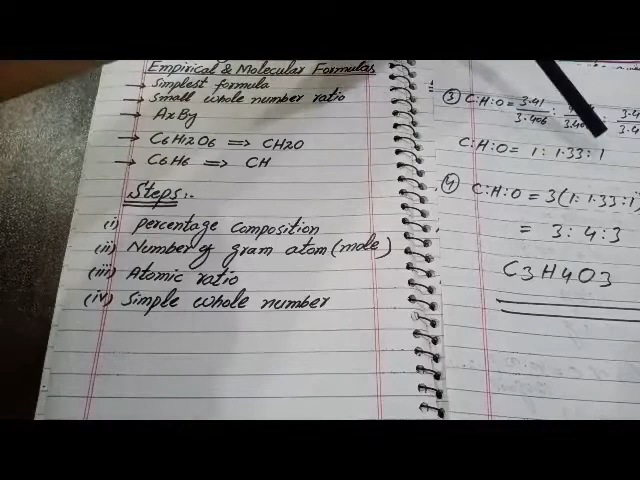 Empirical & Molecular Formulas
→ Simplest formula
→ Small whole number ratio
→ AxBy
→ C6H12O6 ⇒ CH2O
→ C6H6 ⇒ CH
Steps:-
(i) percentage composition
(ii) Number of gram atom (mole)
(iii) Atomic ratio
(iv) Simple whole number
③ C:H:O = 3.41 : :
3.406 : :
C:H:O = 1 : 1.33 : 1
④ C:H:O = 3(1: 1.33:1)
= 3: 4:3
C3H4O3